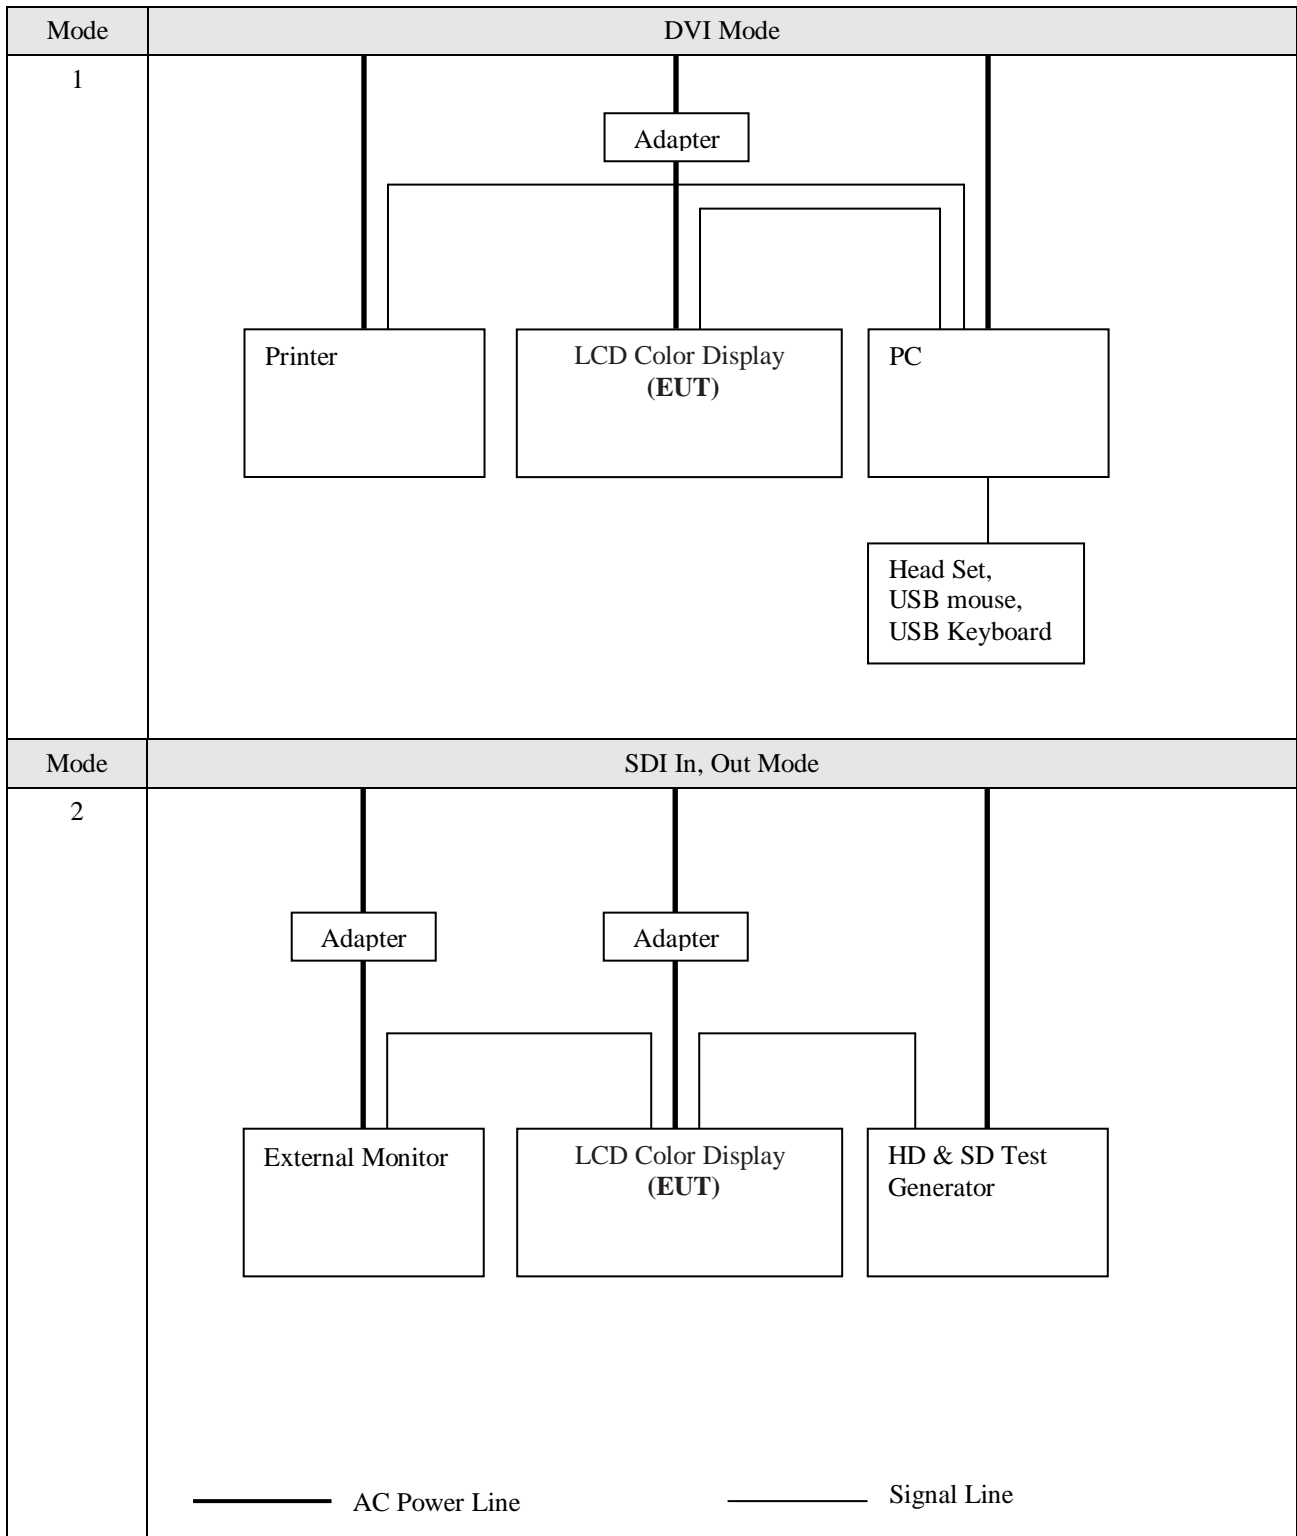 Mode
DVI Mode
1
Adapter
Printer
LCD Color Display
(EUT)
PC
Head Set,
USB mouse,
USB Keyboard
Mode
SDI In, Out Mode
2
Adapter
Adapter
External Monitor
LCD Color Display
(EUT)
HD & SD Test
Generator
AC Power Line
Signal Line